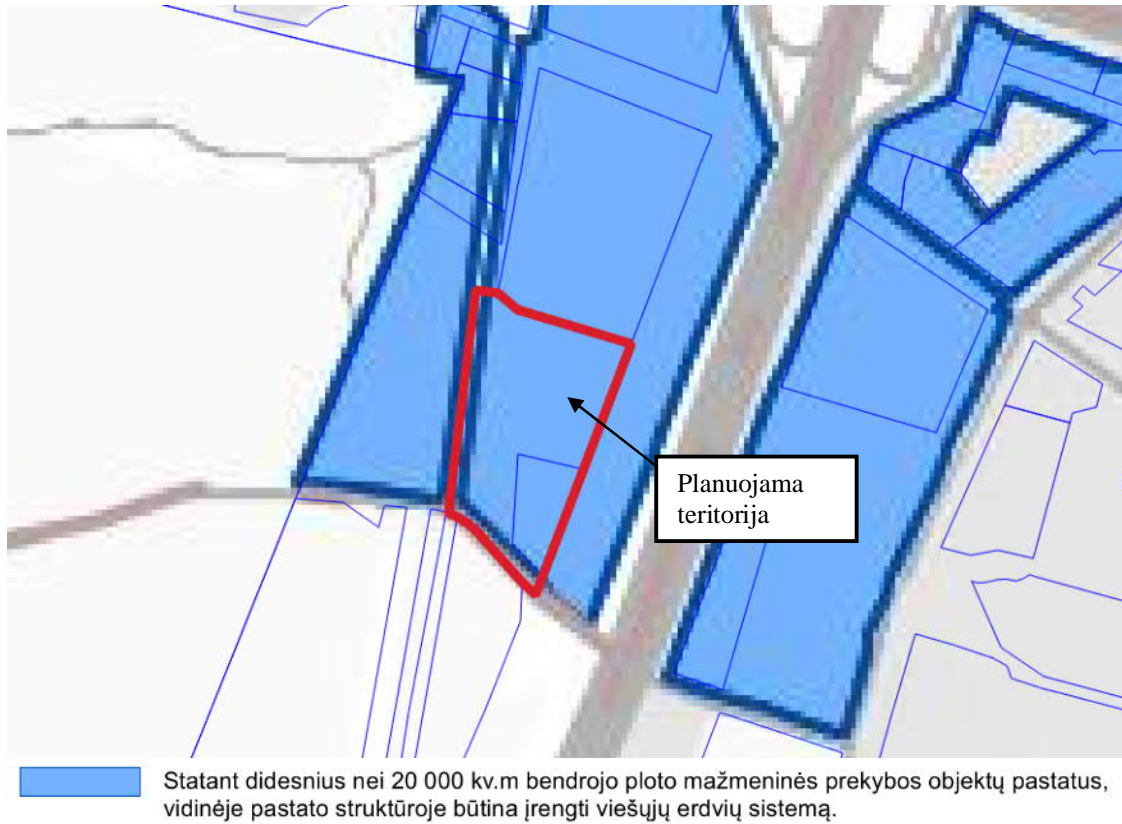 Planuojama
teritorija
Statant didesnius nei 20 000 kv.m bendrojo ploto mažmeninės prekybos objektų pastatus,
vidinėje pastato struktūroje būtina įrengti viešųjų erdvių sistemą.